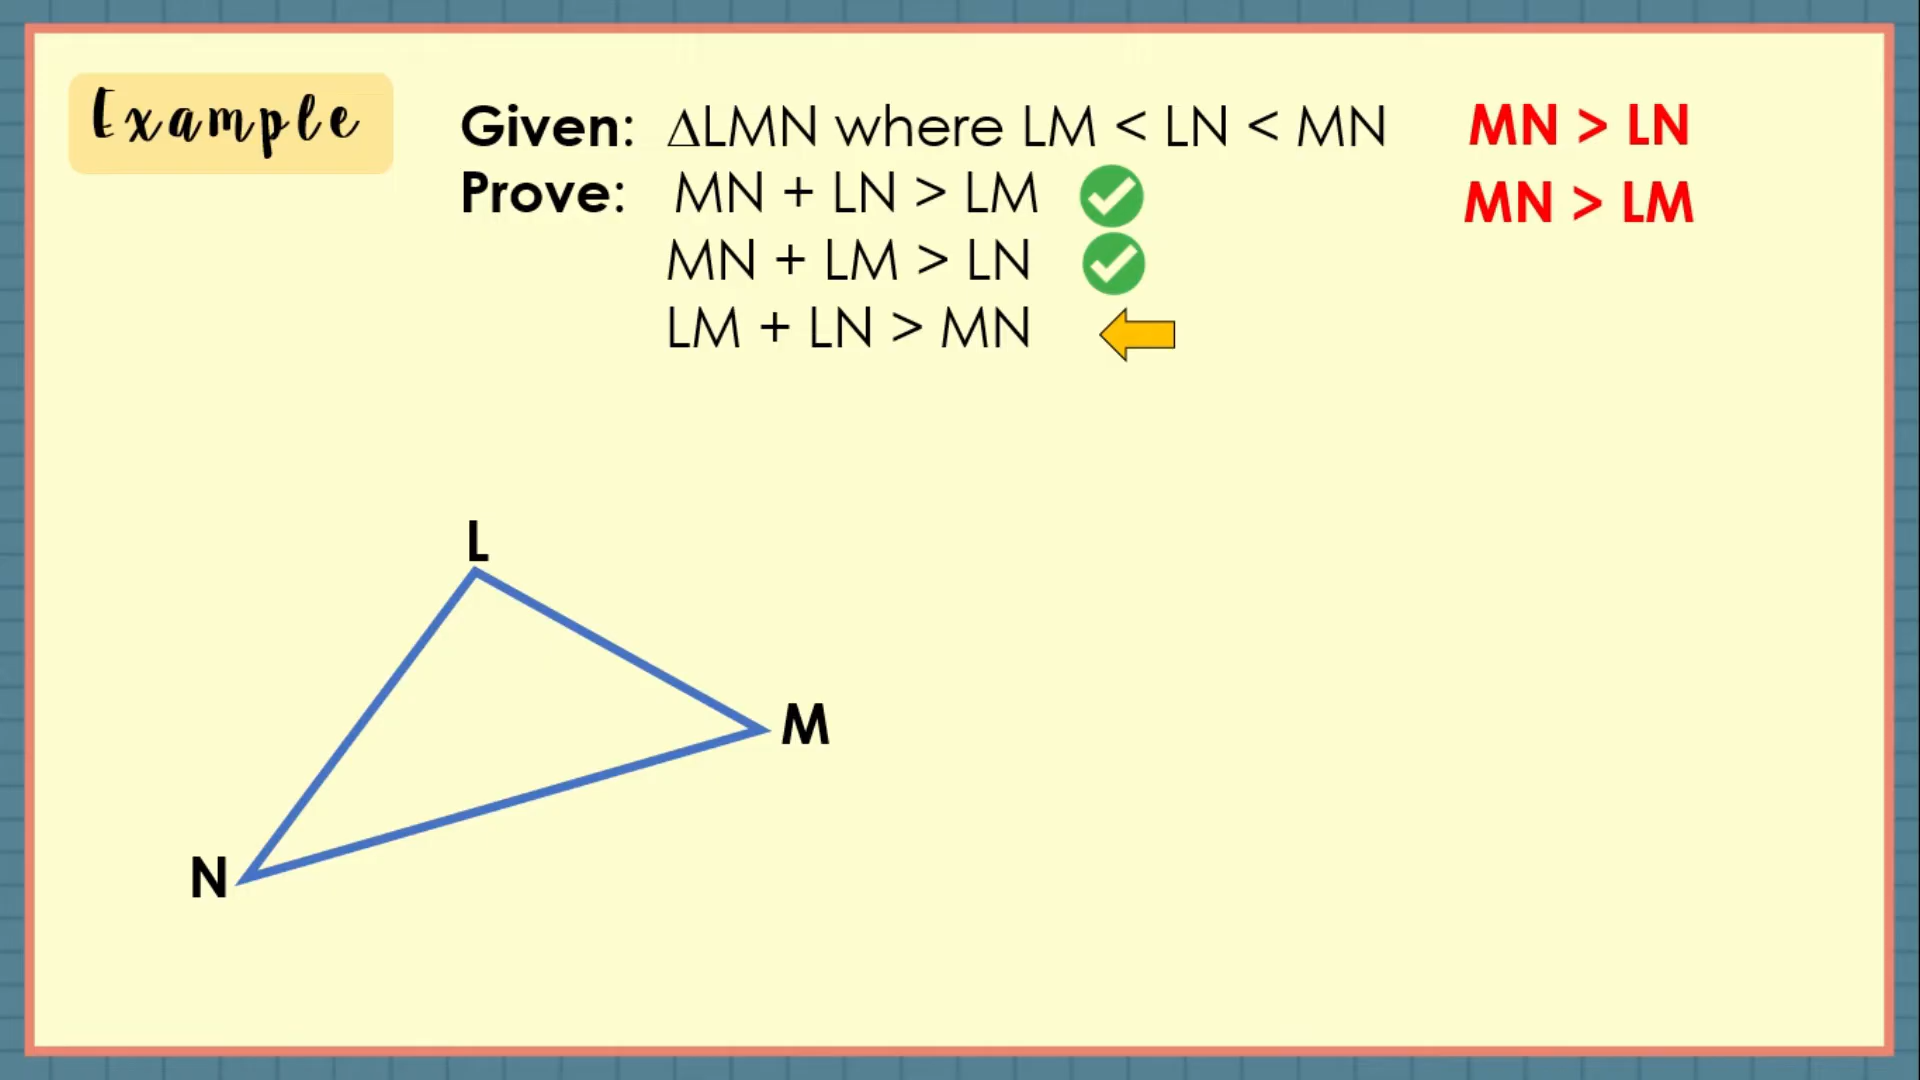 Example
Given: ∆LMN where LM < LN < MN
Prove: MN + LN > LM
MN + LM > LN
LM + LN > MN
MN > LN
MN > LM
L
M
N